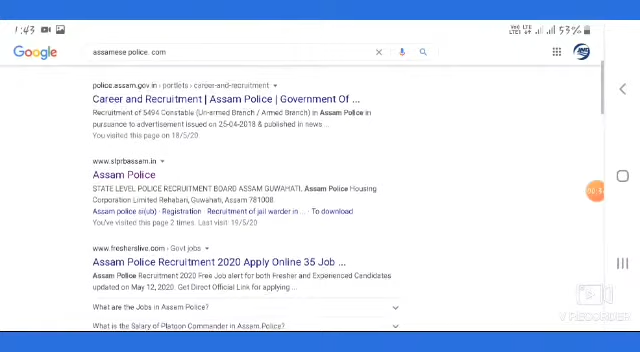 1:43
VoD LTE
LTE1 53%
Google
assamese police. com
police.assam.gov.in › portlets › career-and-recruitment
Career and Recruitment | Assam Police | Government Of ...
Recruitment of 5494 Constable (Un-armed Branch / Armed Branch) in Assam Police in
pursuance to advertisement issued on 25-04-2018 & published in news ...
You visited this page on 18/5/20
www.slprbassam.in
Assam Police
STATE LEVEL POLICE RECRUITMENT BOARD ASSAM GUWAHATI. Assam Police Housing
Corporation Limited Rehabari, Guwahati, Assam 781008
Assam police si(ub) · Registration · Recruitment of jail warder in... · To download
You've visited this page 2 times. Last visit: 19/5/20
www.fresherslive.com › Govt jobs
Assam Police Recruitment 2020 Apply Online 35 Job ...
Assam Police Recruitment 2020 Free Job alert for both Fresher and Experienced Candidates
updated on May 12, 2020. Get Direct Official Link for applying ...
What are the Jobs in Assam Police?
What is the Salary of Platoon Commander in Assam Police?
V RECORDER